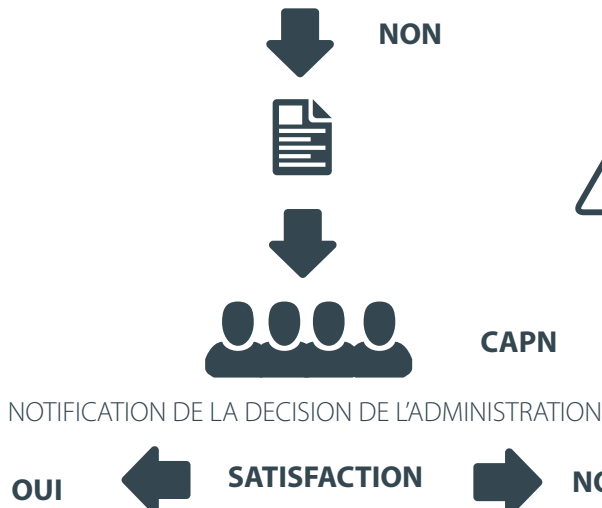 NON
CAPN
NOTIFICATION DE LA DECISION DE L'ADMINISTRATION
OUI
SATISFACTION